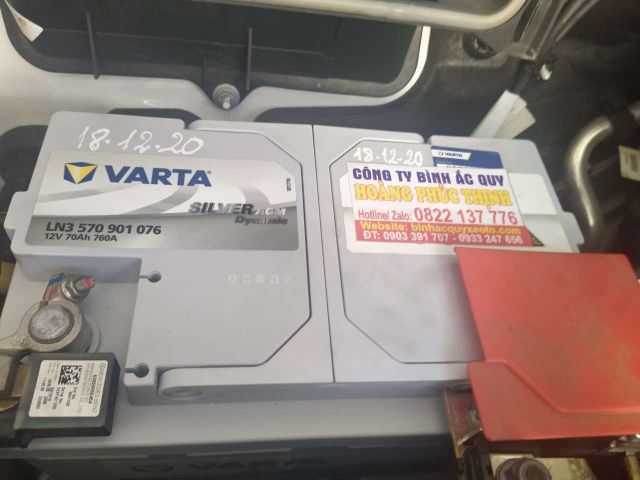 18-12-20
VARTA
SILVER AGM
Dynamic
LN3 570 901 076
12V 70Ah 760A
18-12-20
VARTA
CÔNG TY BÌNH ẮC QUY
HOÀNG PHÚC THỊNH
Hotline/Zalo: 0822 137 776
Website: binhacquyxeoto.com
ĐT: 0903 391 707 - 0933 247 656
VARTA